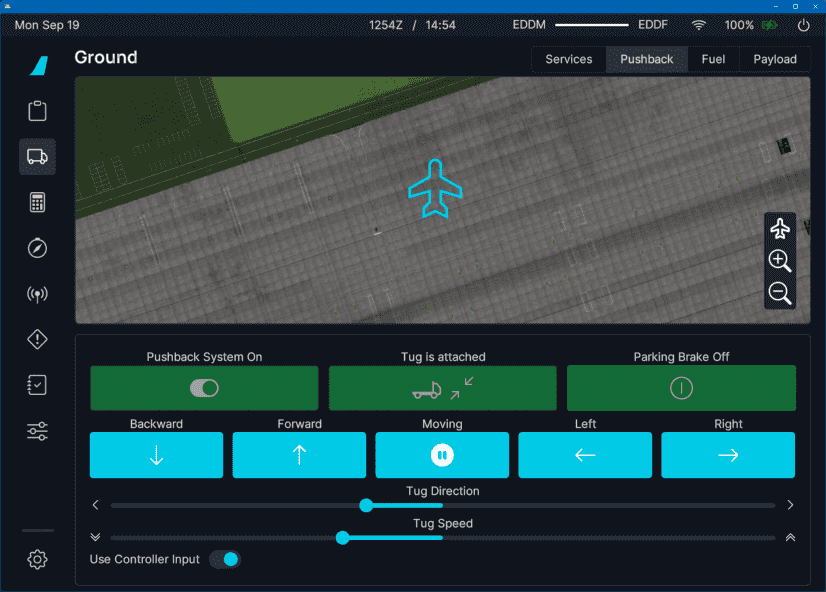 Mon Sep 19
1254Z / 14:54
EDDM EDDF 100%
Ground
Services Pushback Fuel Payload
Pushback System On Tug is attached Parking Brake Off
Backward Forward Moving Left Right
Tug Direction
Tug Speed
Use Controller Input